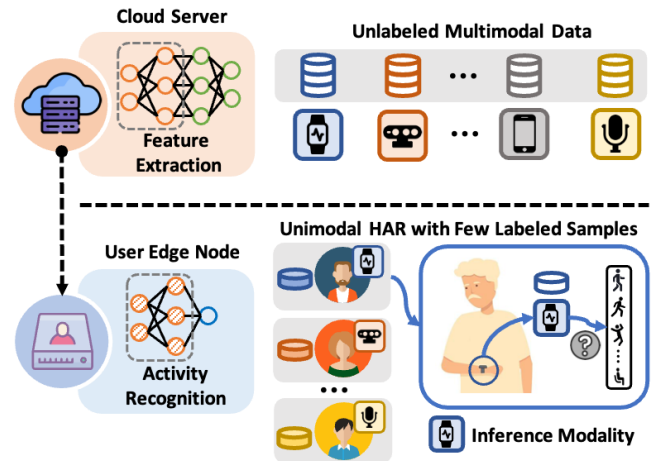 Cloud Server
Unlabeled Multimodal Data
Feature
Extraction
Unimodal HAR with Few Labeled Samples
User Edge Node
Activity
Recognition
Inference Modality